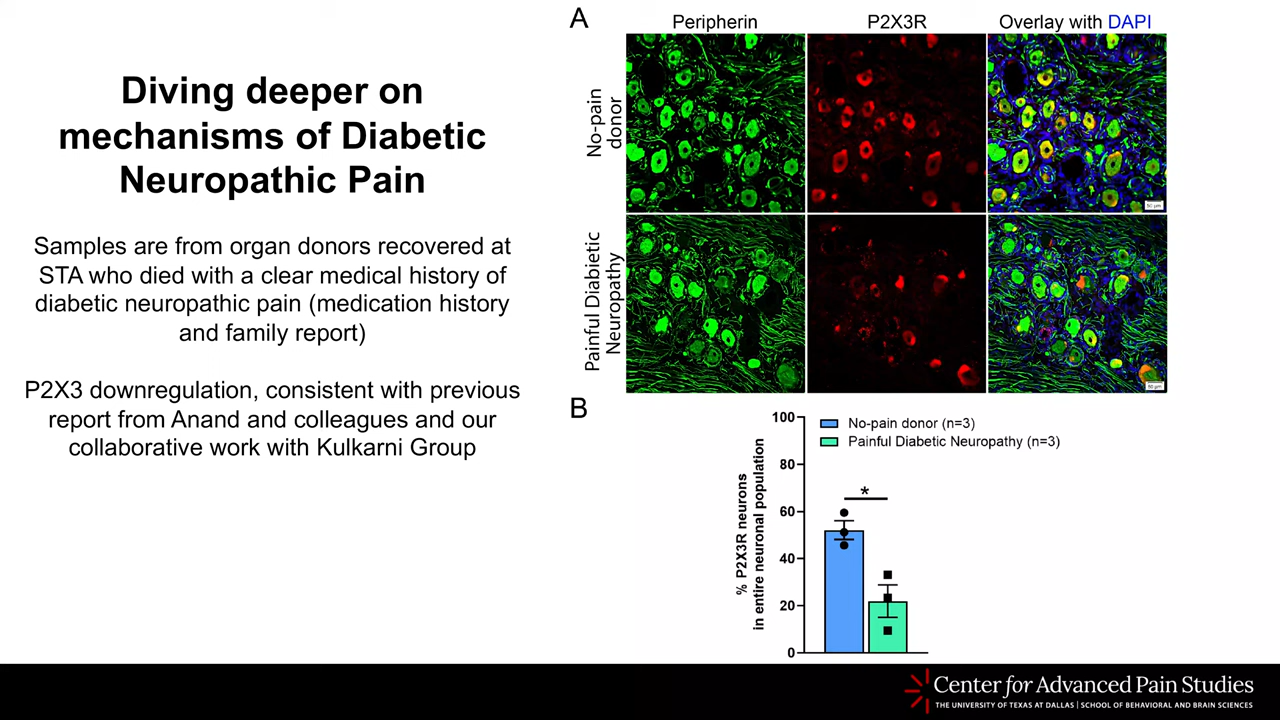 Diving deeper on
mechanisms of Diabetic
Neuropathic Pain
Samples are from organ donors recovered at
STA who died with a clear medical history of
diabetic neuropathic pain (medication history
and family report)
P2X3 downregulation, consistent with previous
report from Anand and colleagues and our
collaborative work with Kulkarni Group
A
Peripherin
P2X3R
Overlay with DAPI
No-pain
donor
50 µm
Painful Diabietic
Neuropathy
50 µm
B
No-pain donor (n=3)
Painful Diabetic Neuropathy (n=3)
% P2X3R neurons
in entire neuronal population
100
80
60
40
20
0
*
Center for Advanced Pain Studies
THE UNIVERSITY OF TEXAS AT DALLAS | SCHOOL OF BEHAVIORAL AND BRAIN SCIENCES